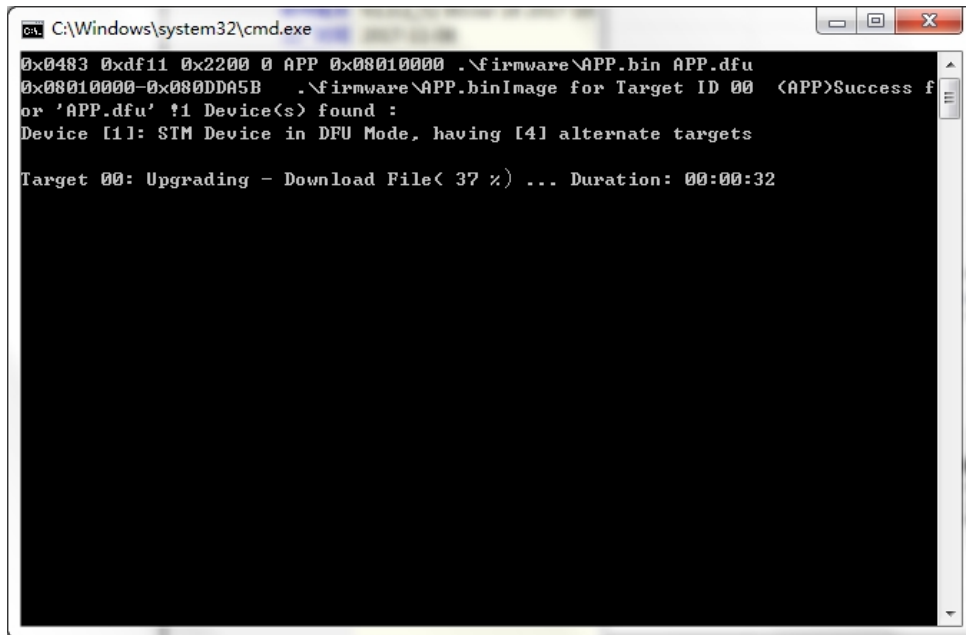 C:\Windows\system32\cmd.exe
0x0483 0xdf11 0x2200 0 APP 0x08010000 .\firmware\APP.bin APP.dfu
0x08010000-0x080DDA5B   .\firmware\APP.binImage for Target ID 00  (APP)Success f
or 'APP.dfu' !1 Device(s) found :
Device [1]: STM Device in DFU Mode, having [4] alternate targets
Target 00: Upgrading - Download File( 37 %) ... Duration: 00:00:32